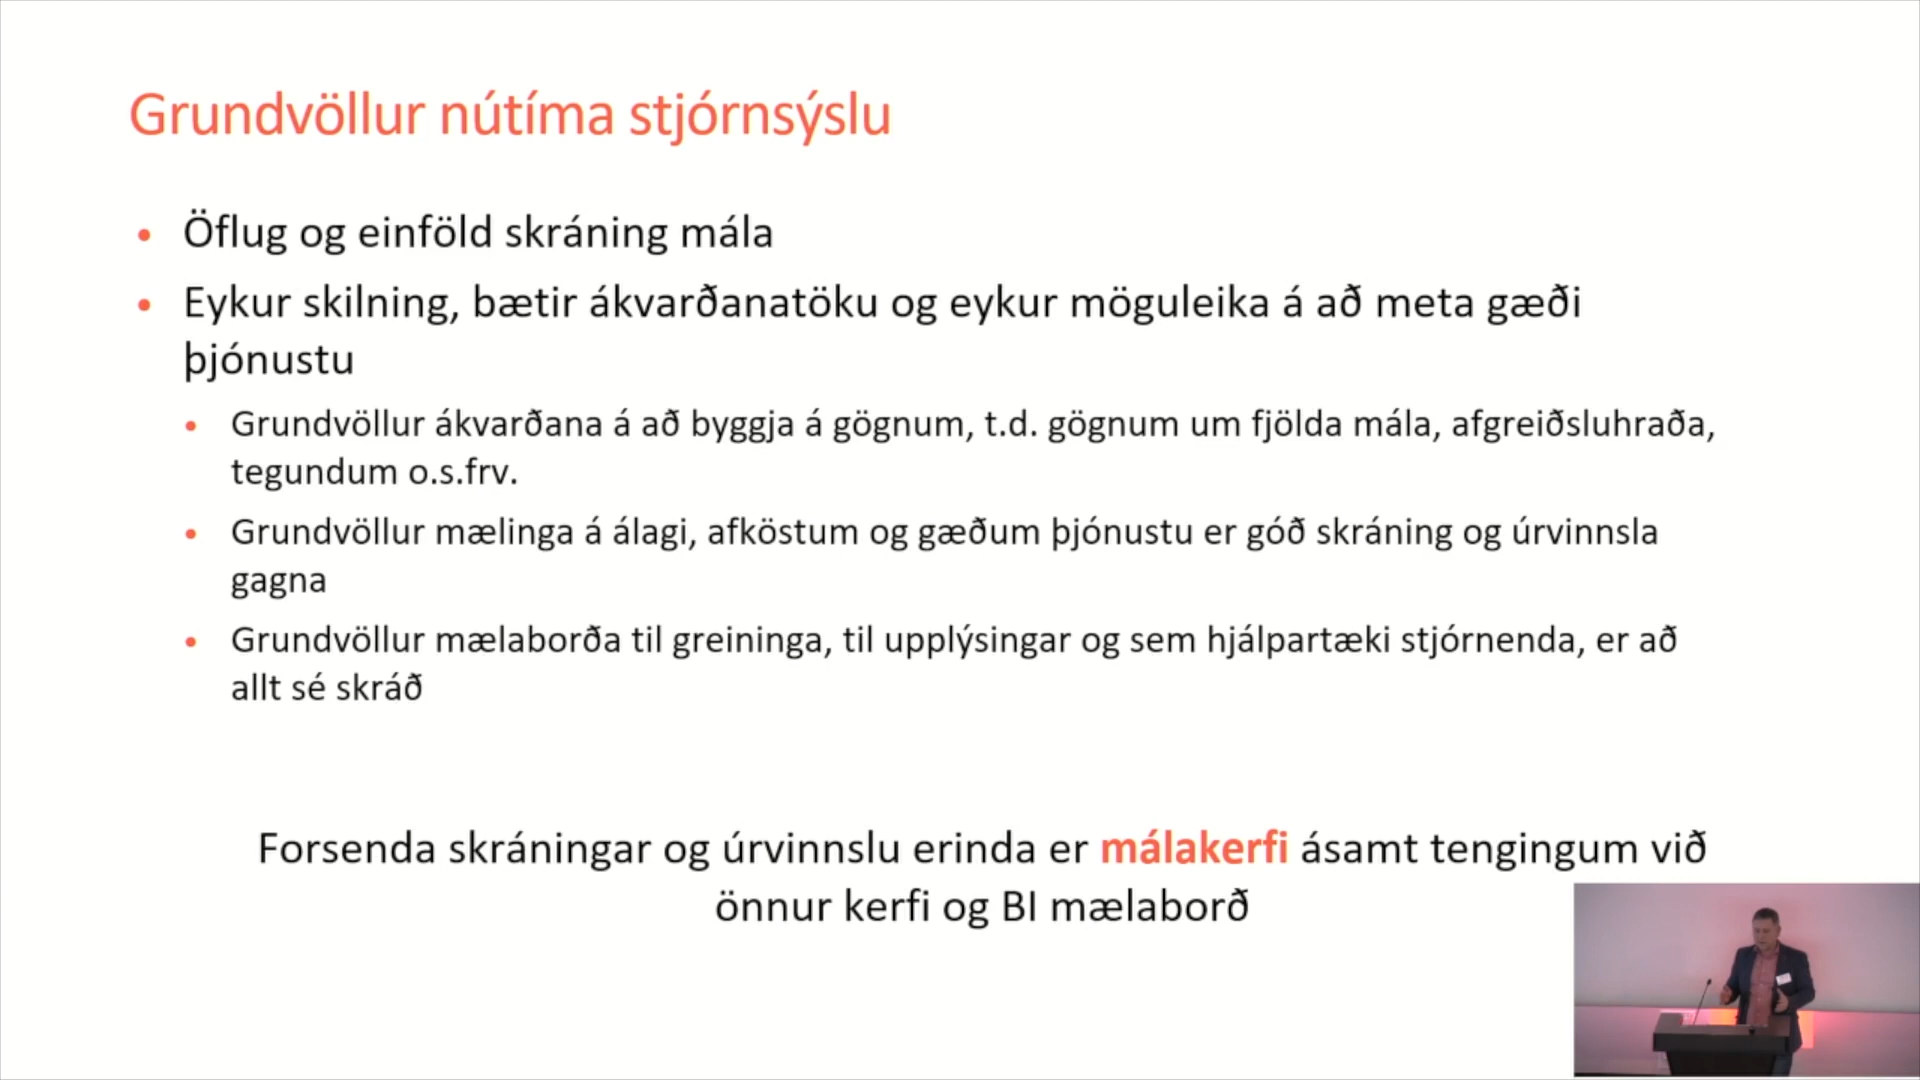 Grundvöllur nútíma stjórnsýslu
• Öflug og einföld skráning mála
• Eykur skilning, bætir ákvarðanatöku og eykur möguleika á að meta gæði
þjónustu
• Grundvöllur ákvarðana á að byggja á gögnum, t.d. gögnum um fjölda mála, afgreiðsluhraða,
tegundum o.s.frv.
• Grundvöllur mælinga á álagi, afköstum og gæðum þjónustu er góð skráning og úrvinnsla
gagna
• Grundvöllur mælaborða til greininga, til upplýsingar og sem hjálpartæki stjórnenda, er að
allt sé skráð
Forsenda skráningar og úrvinnslu erinda er málakerfi ásamt tengingum við
önnur kerfi og BI mælaborð